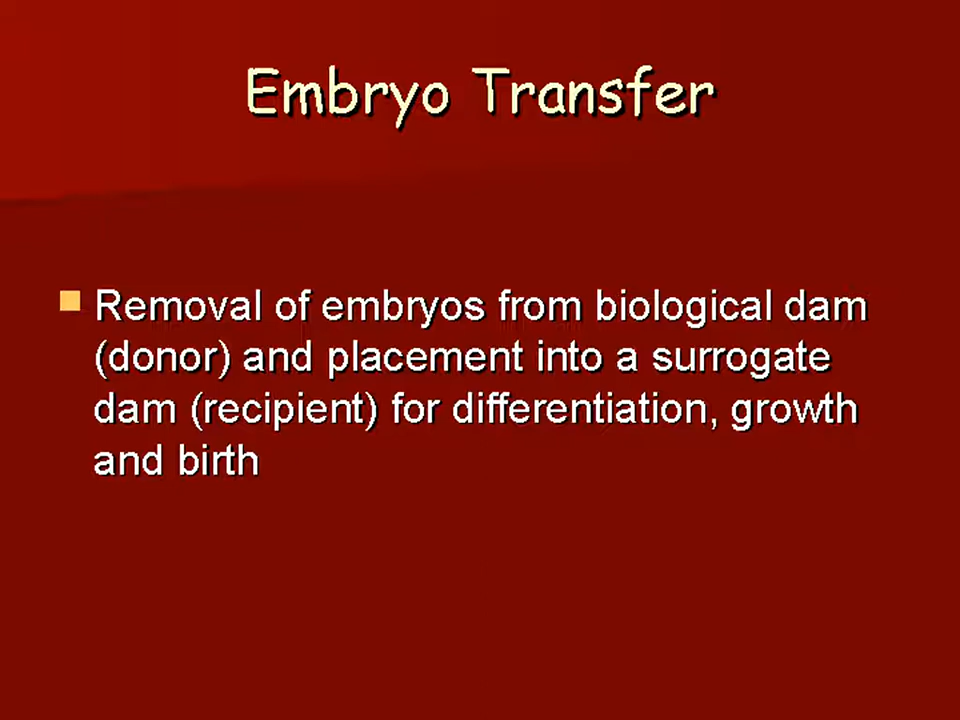 Embryo Transfer
Removal of embryos from biological dam
(donor) and placement into a surrogate
dam (recipient) for differentiation, growth
and birth